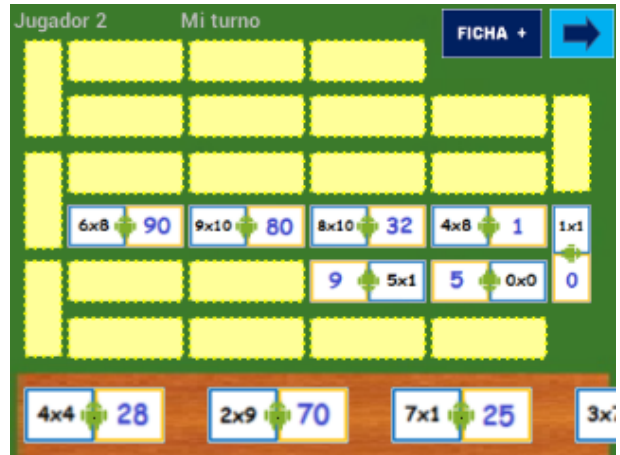 Jugador 2 Mi turno FICHA +
6x8 90 9x10 80 8x10 32 4x8 1 1x1
9 5x1 5 0x0 0
4x4 28 2x9 70 7x1 25 3x7